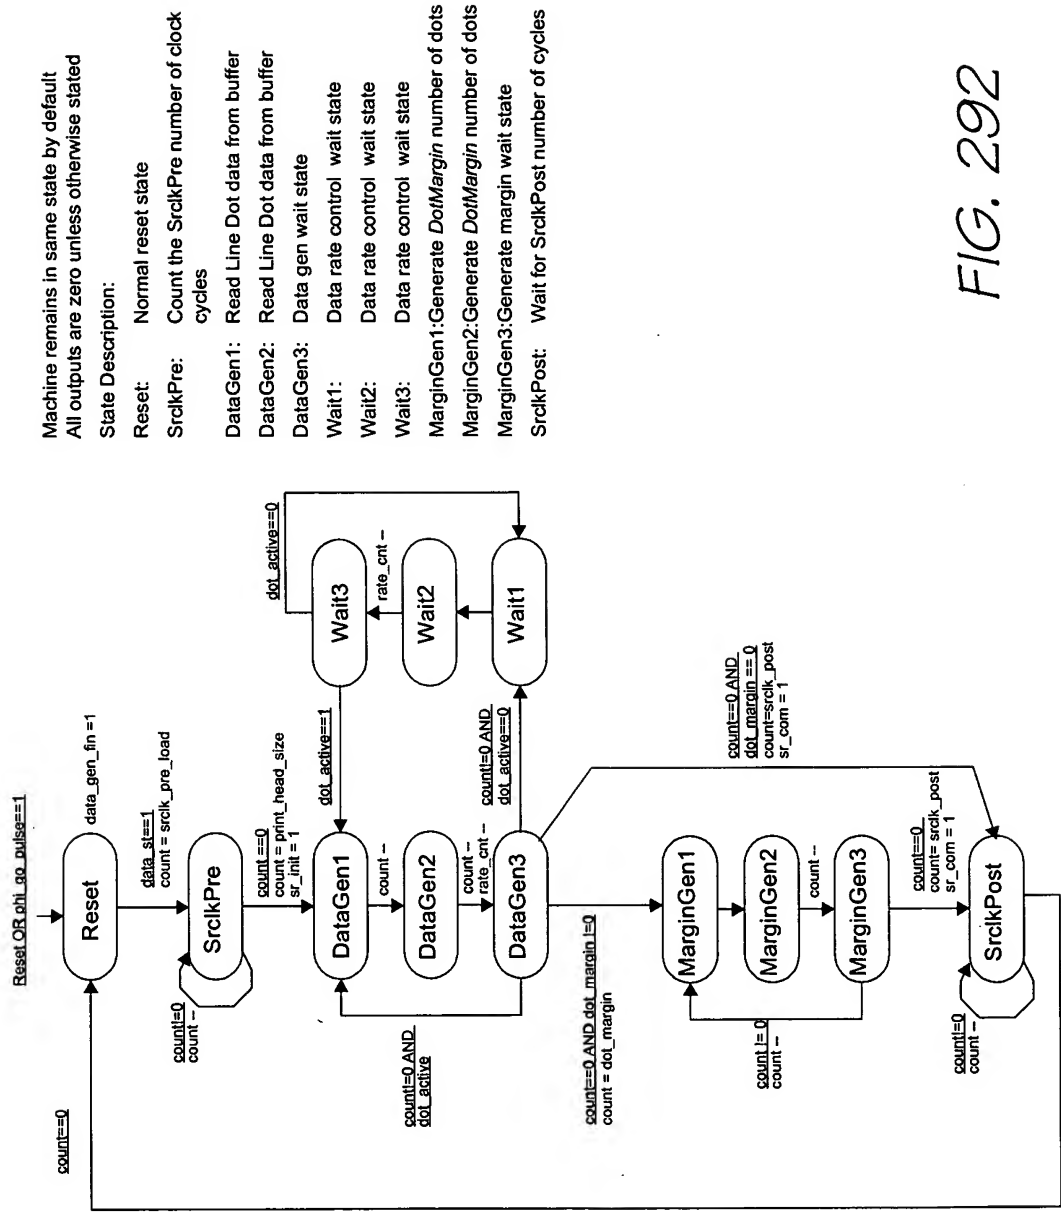 Reset OR phi_go_pulse==1
Reset
data_gen_fin =1
data_st==1
count = srclk_pre_load
SrclkPre
count!=0
count --
count ==0
count = print_head_size
sr_init = 1
DataGen1
count --
DataGen2
count --
rate_cnt --
DataGen3
count!=0 AND
dot_active
dot_active==1
Wait3
dot_active==0
rate_cnt --
Wait2
Wait1
count!=0 AND
dot_active==0
count==0 AND dot_margin !=0
count = dot_margin
MarginGen1
MarginGen2
count --
MarginGen3
count != 0
count --
count==0
count= srclk_post
sr_com = 1
count==0 AND
dot_margin == 0
count=srclk_post
sr_com = 1
SrclkPost
count!=0
count --
count==0
Machine remains in same state by default
All outputs are zero unless otherwise stated
State Description:
Reset: Normal reset state
SrclkPre: Count the SrclkPre number of clock
cycles
DataGen1: Read Line Dot data from buffer
DataGen2: Read Line Dot data from buffer
DataGen3: Data gen wait state
Wait1: Data rate control wait state
Wait2: Data rate control wait state
Wait3: Data rate control wait state
MarginGen1:Generate DotMargin number of dots
MarginGen2:Generate DotMargin number of dots
MarginGen3:Generate margin wait state
SrclkPost: Wait for SrclkPost number of cycles
FIG. 292